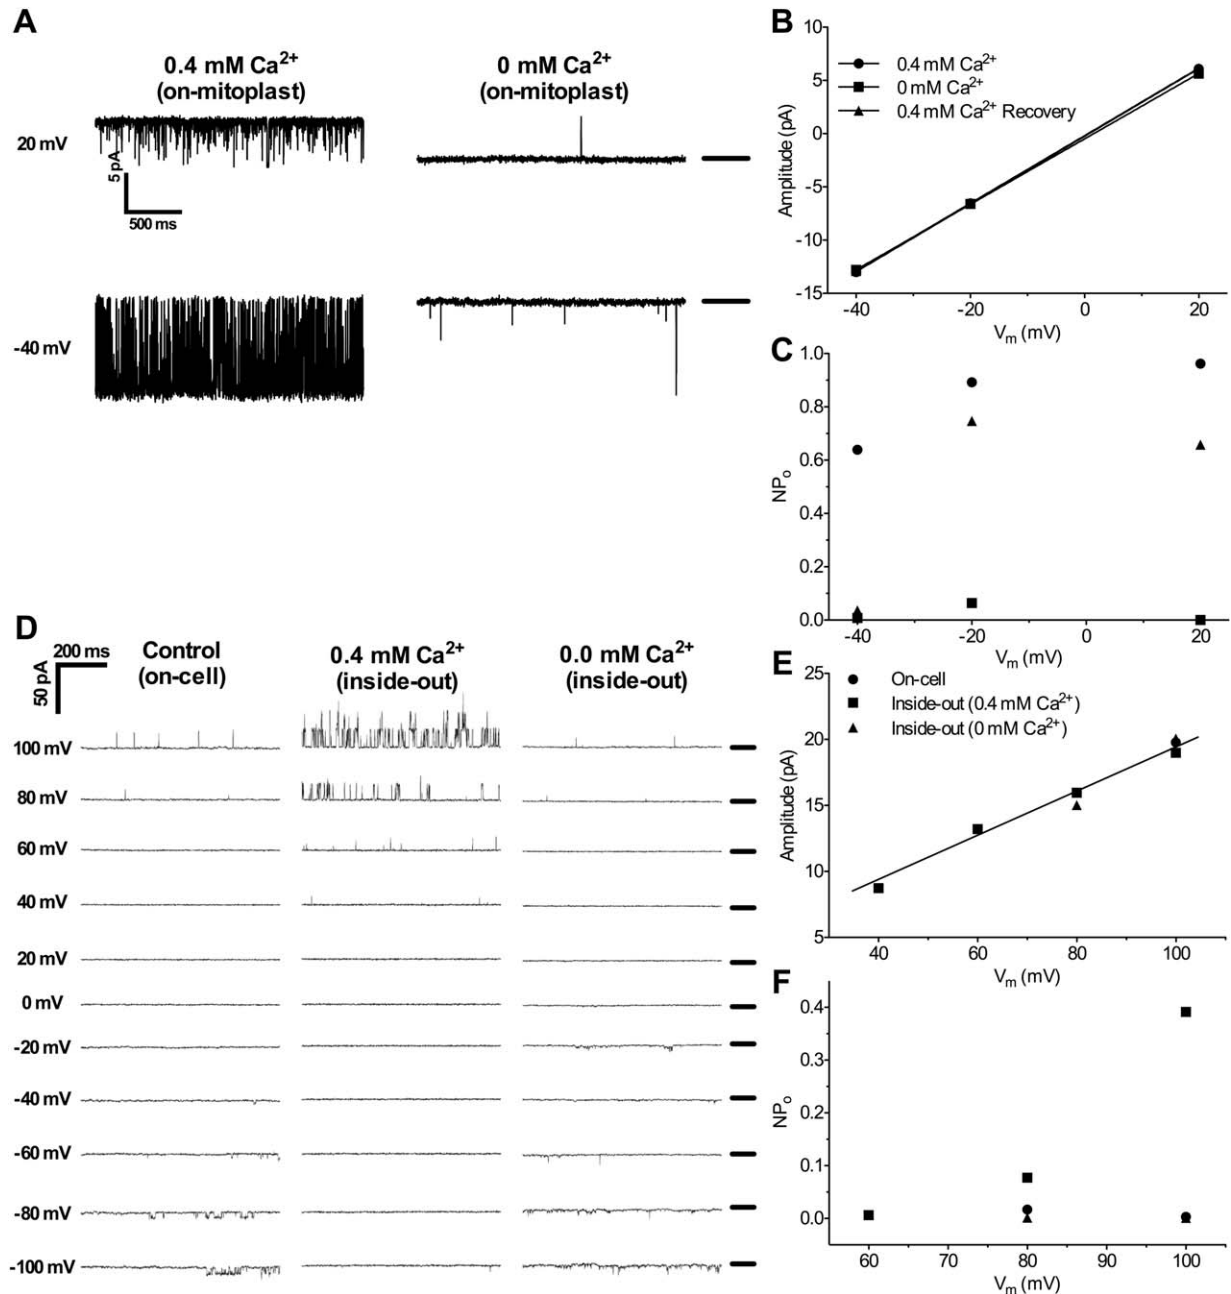 A
0.4 mM Ca²⁺
(on-mitoplast)
0 mM Ca²⁺
(on-mitoplast)
20 mV
5 pA
500 ms
-40 mV
B
0.4 mM Ca²⁺
0 mM Ca²⁺
0.4 mM Ca²⁺ Recovery
Amplitude (pA)
10
5
0
-5
-10
-15
-40
-20
0
20
Vₘ (mV)
C
NPₒ
1.0
0.8
0.6
0.4
0.2
0.0
-40
-20
0
20
Vₘ (mV)
D
200 ms
50 pA
Control
(on-cell)
0.4 mM Ca²⁺
(inside-out)
0.0 mM Ca²⁺
(inside-out)
100 mV
80 mV
60 mV
40 mV
20 mV
0 mV
-20 mV
-40 mV
-60 mV
-80 mV
-100 mV
E
On-cell
Inside-out (0.4 mM Ca²⁺)
Inside-out (0 mM Ca²⁺)
Amplitude (pA)
25
20
15
10
5
40
60
80
100
Vₘ (mV)
F
NPₒ
0.4
0.3
0.2
0.1
0.0
60
70
80
90
100
Vₘ (mV)